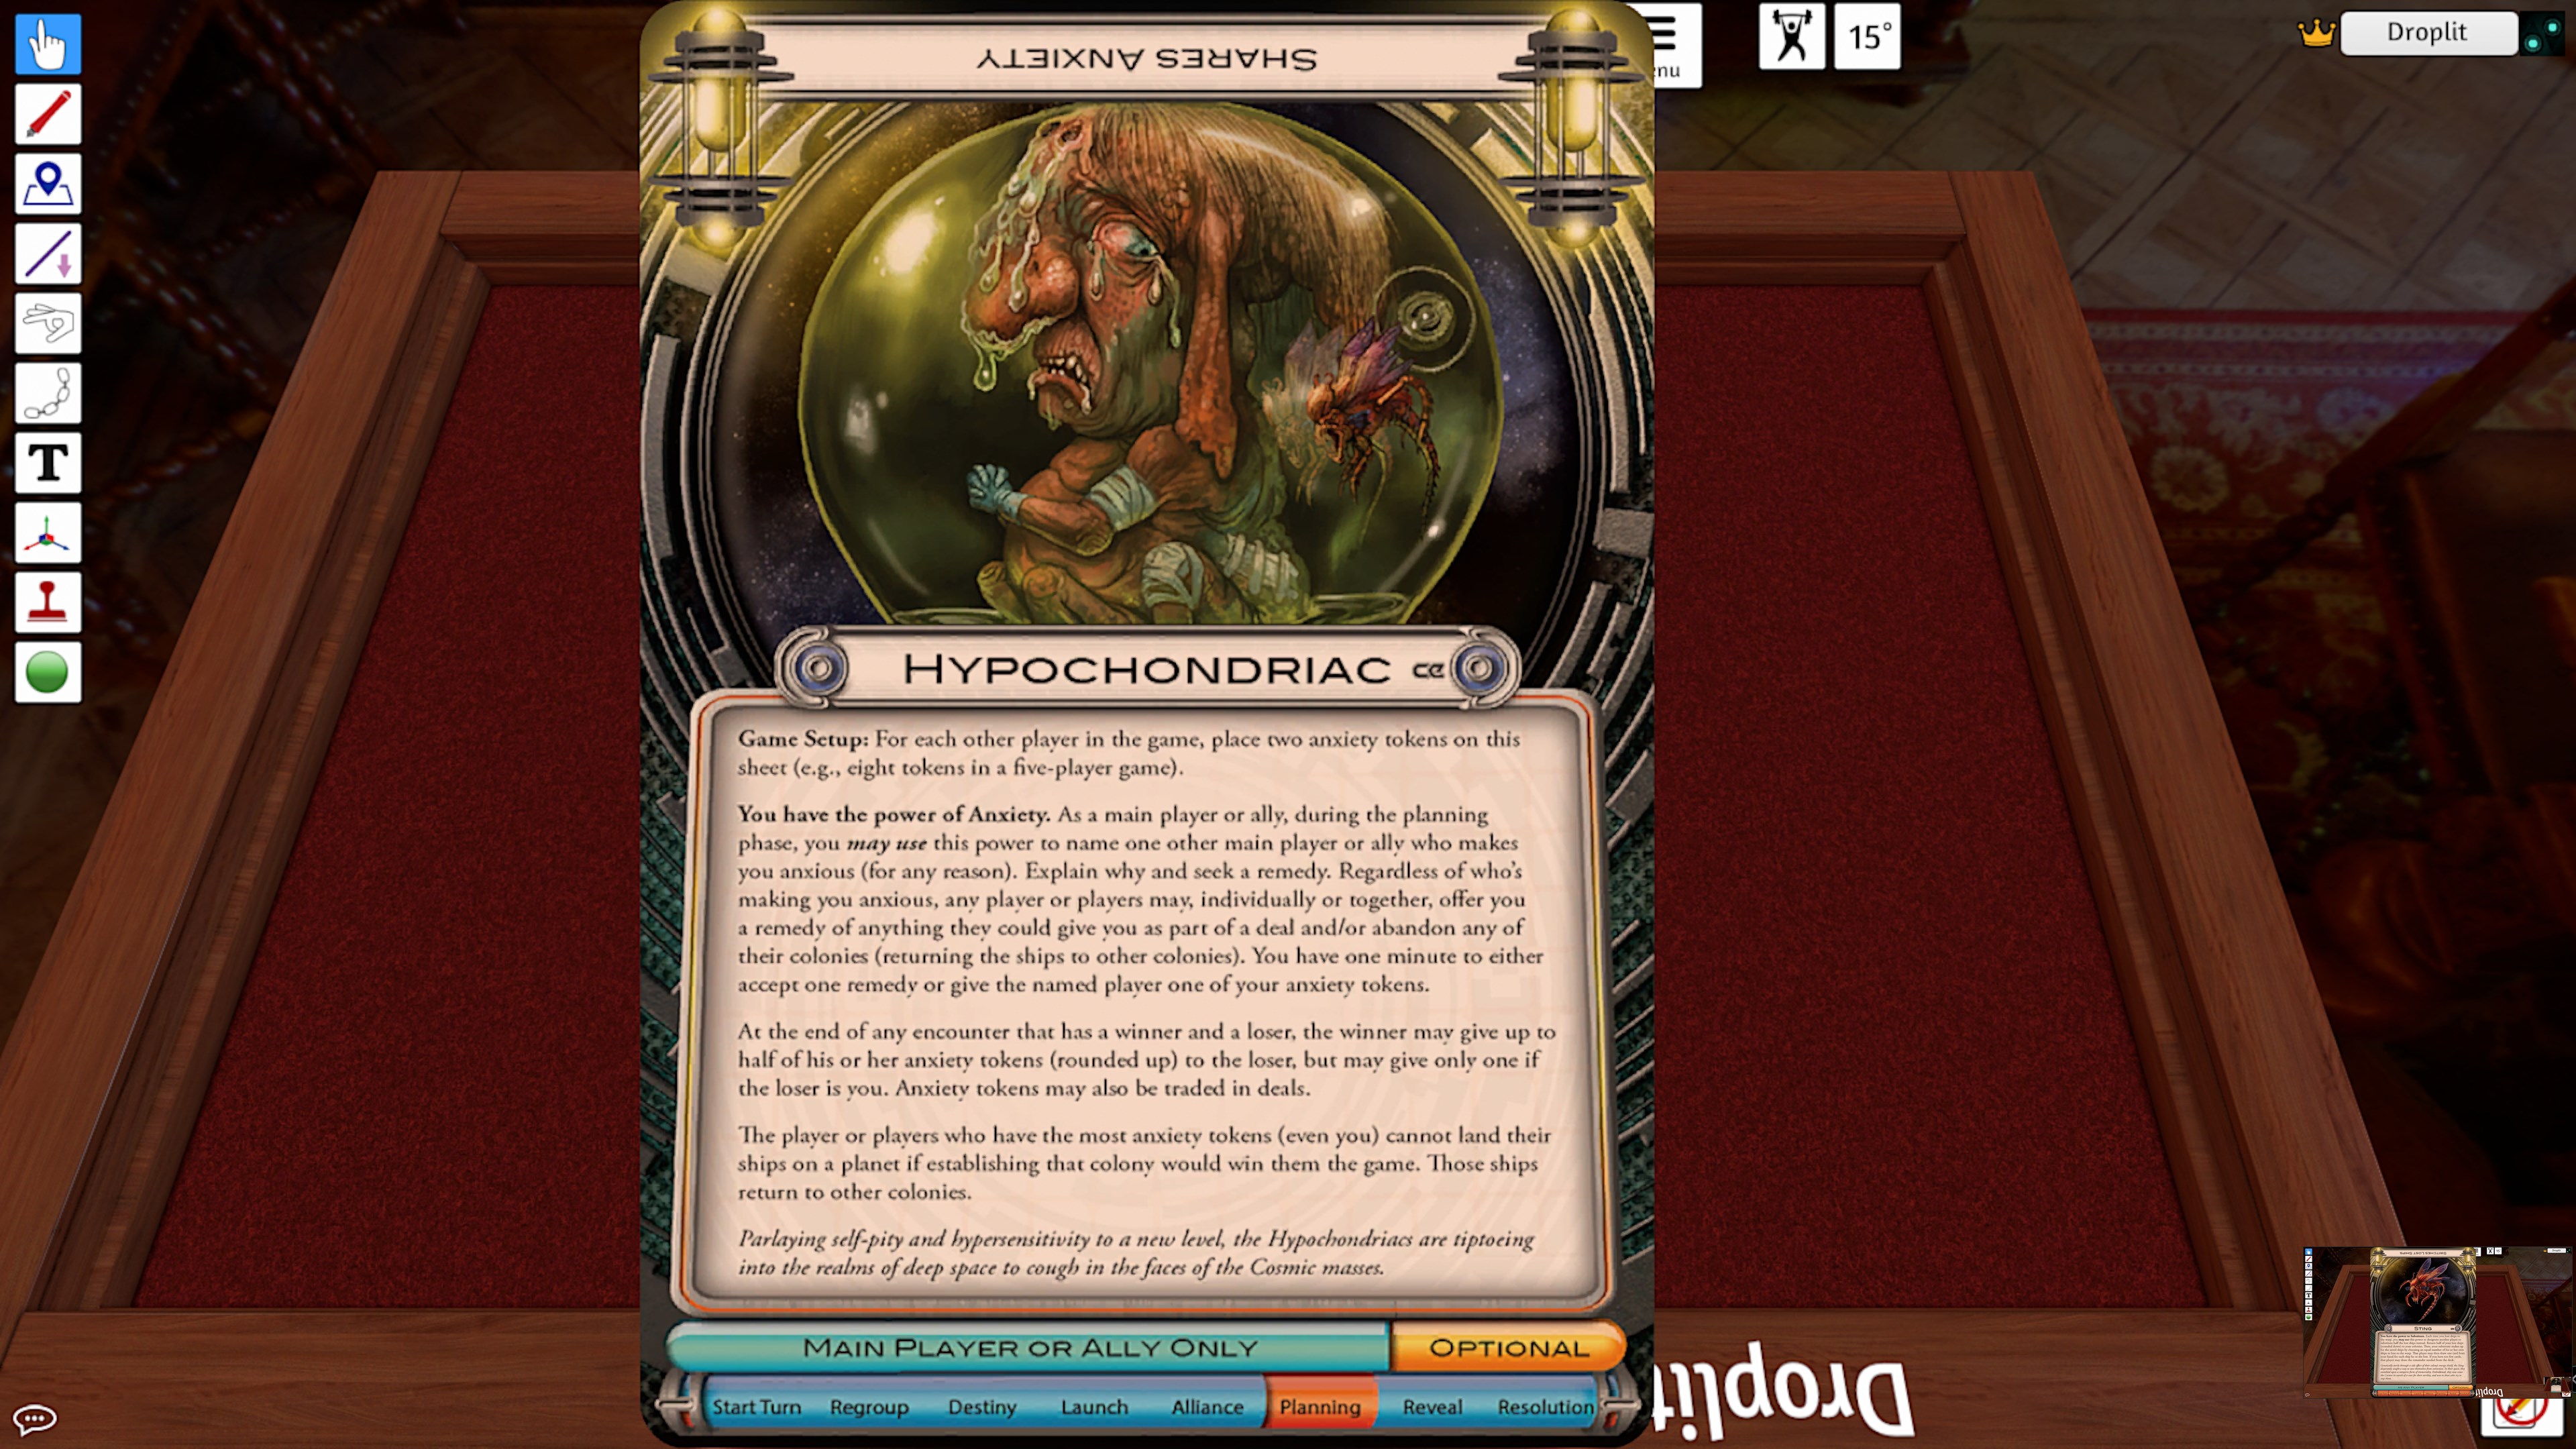 SHARES ANXIETY
nu
15°
Droplit
T
HYPOCHONDRIAC ce
Game Setup: For each other player in the game, place two anxiety tokens on this
sheet (e.g., eight tokens in a five-player game).
You have the power of Anxiety. As a main player or ally, during the planning
phase, you may use this power to name one other main player or ally who makes
you anxious (for any reason). Explain why and seek a remedy. Regardless of who's
making you anxious, any player or players may, individually or together, offer you
a remedy of anything they could give you as part of a deal and/or abandon any of
their colonies (returning the ships to other colonies). You have one minute to either
accept one remedy or give the named player one of your anxiety tokens.
At the end of any encounter that has a winner and a loser, the winner may give up to
half of his or her anxiety tokens (rounded up) to the loser, but may give only one if
the loser is you. Anxiety tokens may also be traded in deals.
The player or players who have the most anxiety tokens (even you) cannot land their
ships on a planet if establishing that colony would win them the game. Those ships
return to other colonies.
Parlaying self-pity and hypersensitivity to a new level, the Hypochondriacs are tiptoeing
into the realms of deep space to cough in the faces of the Cosmic masses.
MAIN PLAYER OR ALLY ONLY OPTIONAL
Start Turn Regroup Destiny Launch Alliance Planning Reveal Resolution
Droplit
STING